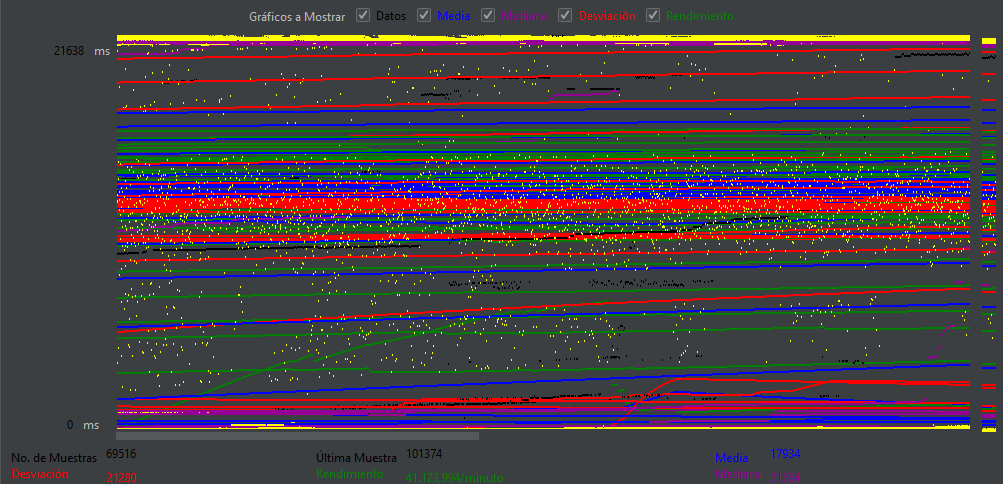 Gráficos a Mostrar Datos Media Mediana Desviación Rendimiento
21638 ms
0 ms
No. de Muestras 69516 Última Muestra 101374 Media 17934
Desviación 21280 Rendimiento 41,123.994/minuto Mediana